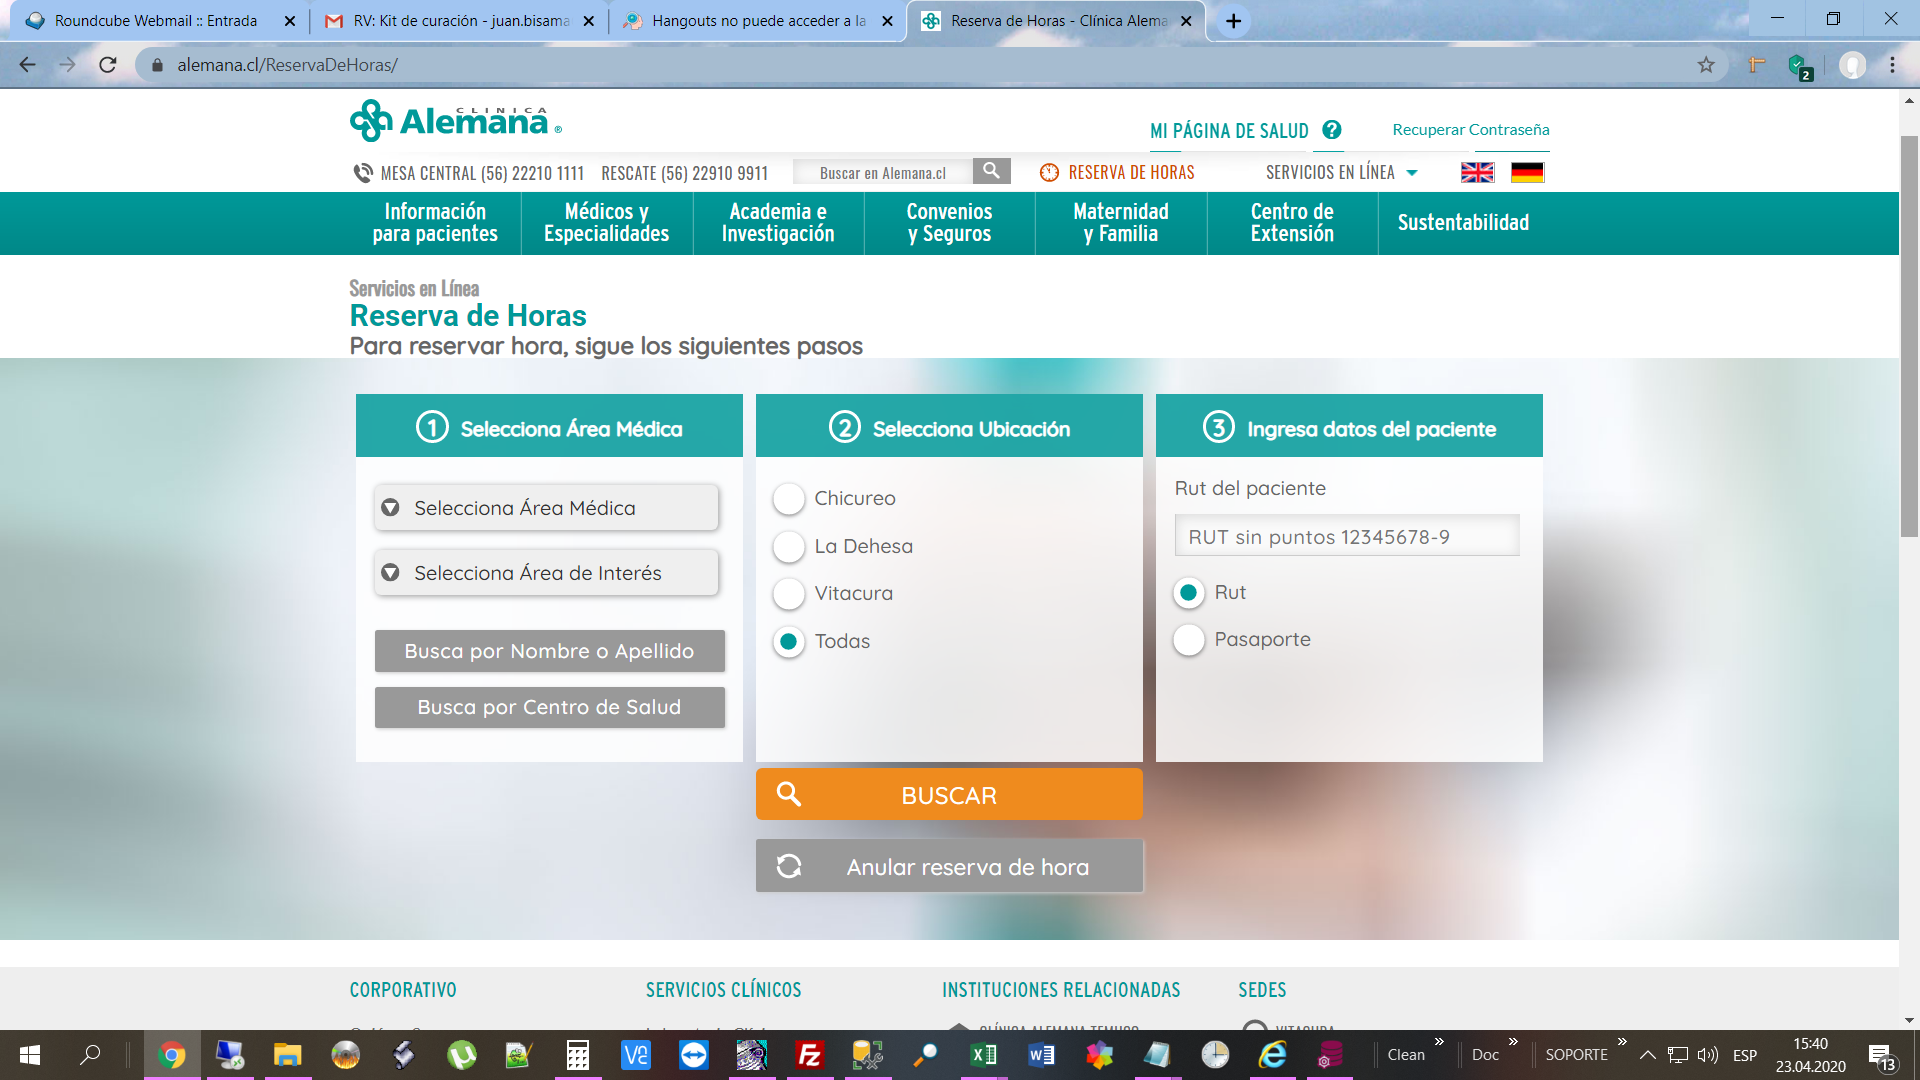 Roundcube Webmail :: Entrada
RV: Kit de curación - juan.bisama
Hangouts no puede acceder a la
Reserva de Horas - Clínica Alema
alemana.cl/ReservaDeHoras/
2
CLINICA
Alemana ®
MI PÁGINA DE SALUD ?
Recuperar Contraseña
MESA CENTRAL (56) 22210 1111 RESCATE (56) 22910 9911
Buscar en Alemana.cl
RESERVA DE HORAS
SERVICIOS EN LÍNEA
Información
para pacientes
Médicos y
Especialidades
Academia e
Investigación
Convenios
y Seguros
Maternidad
y Familia
Centro de
Extensión
Sustentabilidad
Servicios en Línea
Reserva de Horas
Para reservar hora, sigue los siguientes pasos
1 Selecciona Área Médica
Selecciona Área Médica
Selecciona Área de Interés
Busca por Nombre o Apellido
Busca por Centro de Salud
2 Selecciona Ubicación
Chicureo
La Dehesa
Vitacura
Todas
3 Ingresa datos del paciente
Rut del paciente
RUT sin puntos 12345678-9
Rut
Pasaporte
BUSCAR
Anular reserva de hora
CORPORATIVO
SERVICIOS CLÍNICOS
INSTITUCIONES RELACIONADAS
SEDES
CLÍNICA ALEMANA TEMUCO
VITACURA
Clean
Doc
SOPORTE
ESP
15:40
23.04.2020
13